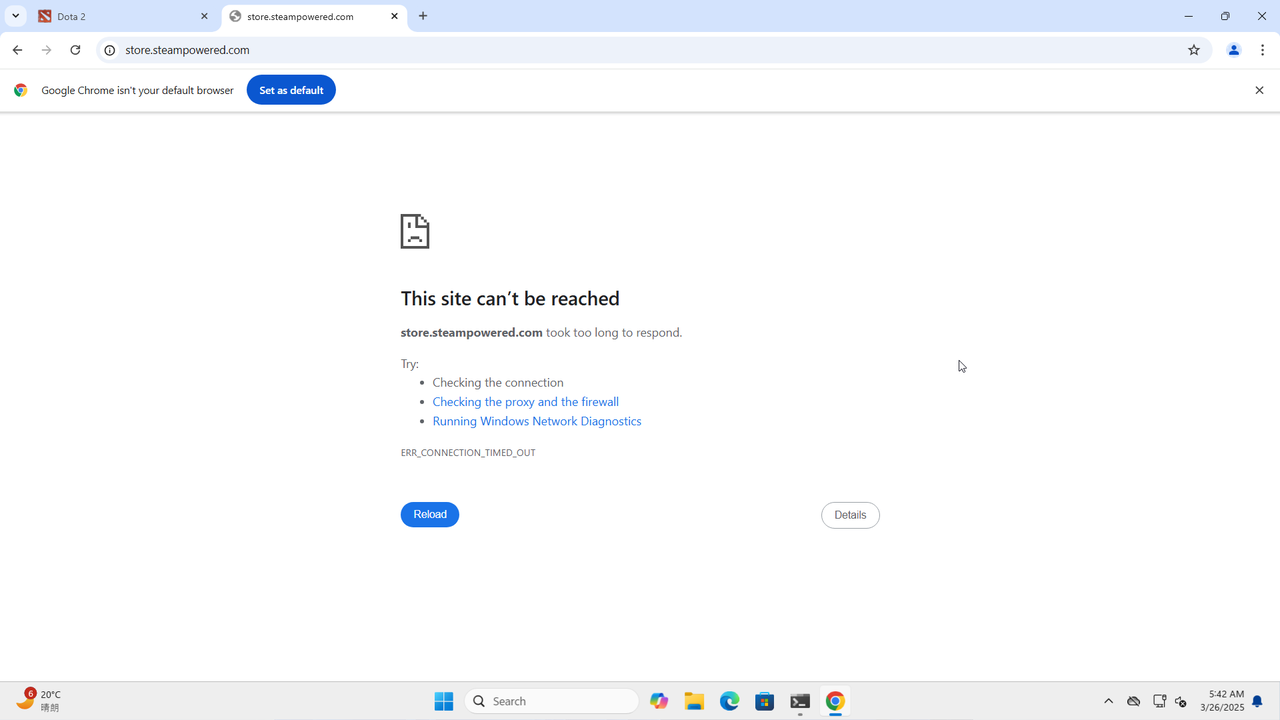 Dota 2
store.steampowered.com
store.steampowered.com
Google Chrome isn't your default browser
Set as default
This site can’t be reached
store.steampowered.com took too long to respond.
Try:
Checking the connection
Checking the proxy and the firewall
Running Windows Network Diagnostics
ERR_CONNECTION_TIMED_OUT
Reload
Details
6
20°C
晴朗
Search
5:42 AM
3/26/2025